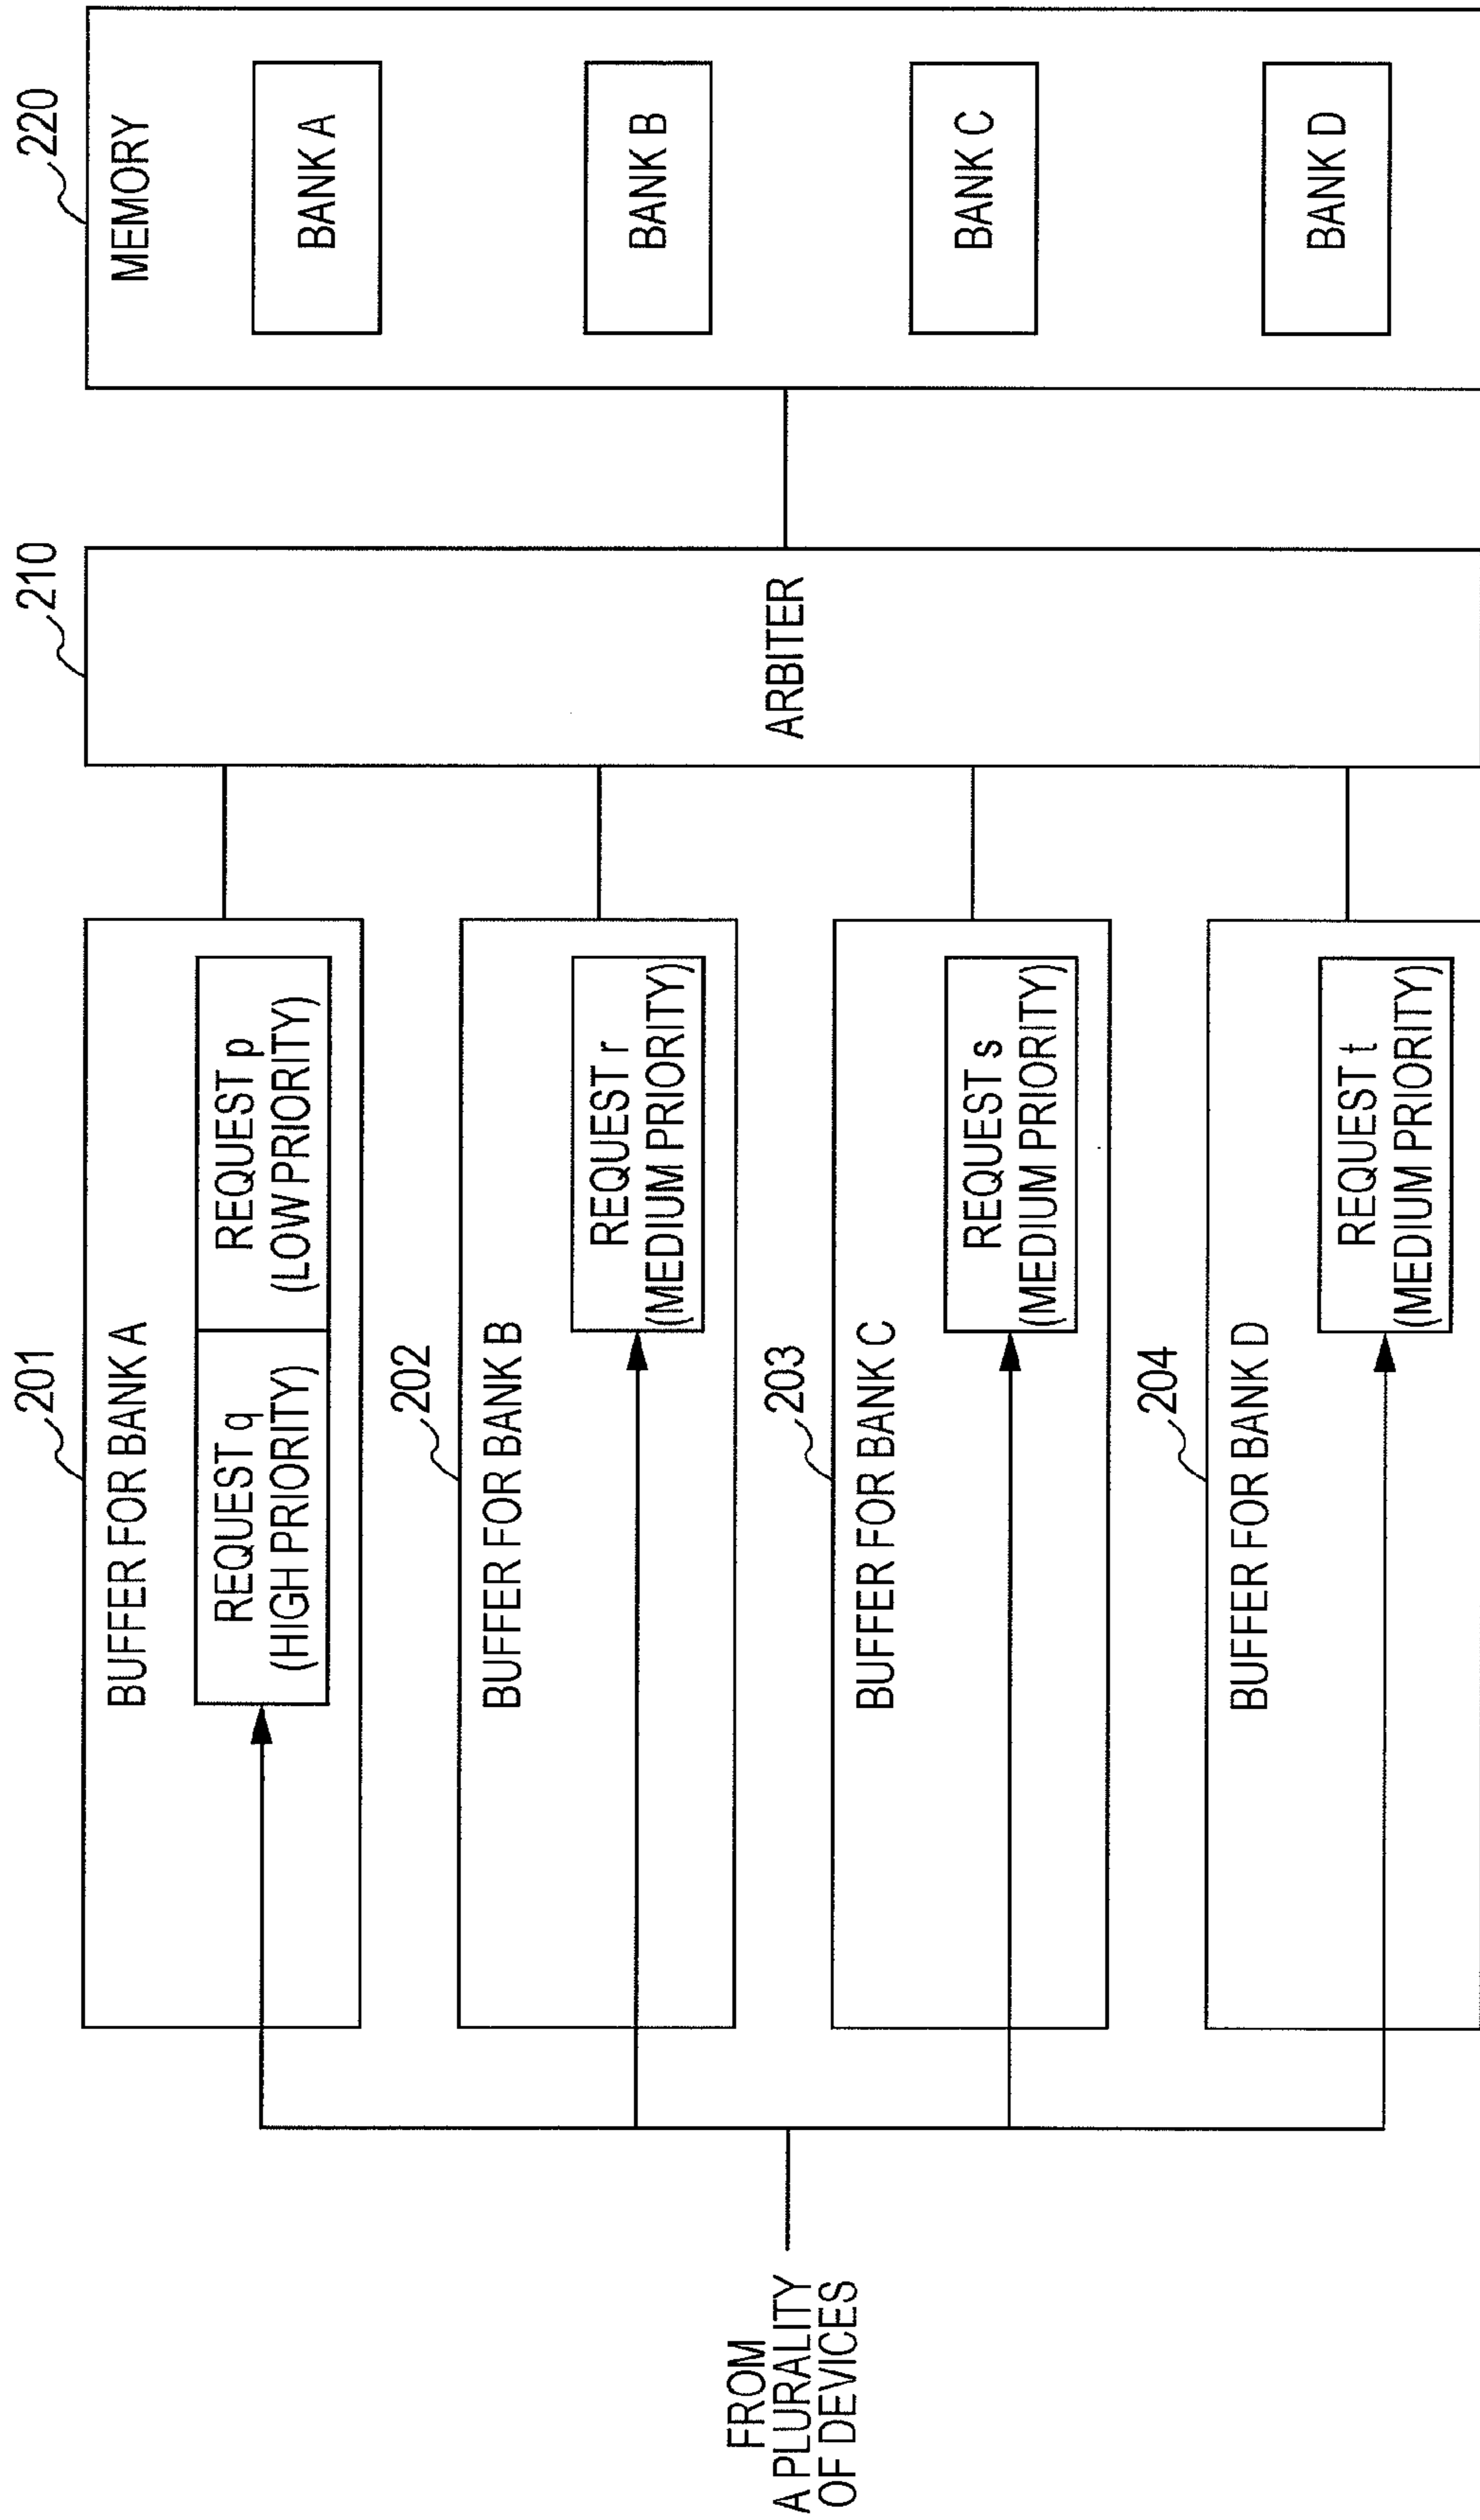 FROM
A PLURALITY
OF DEVICES
201
BUFFER FOR BANK A
REQUEST q
(HIGH PRIORITY)
REQUEST p
(LOW PRIORITY)
202
BUFFER FOR BANK B
REQUEST r
(MEDIUM PRIORITY)
203
BUFFER FOR BANK C
REQUEST s
(MEDIUM PRIORITY)
204
BUFFER FOR BANK D
REQUEST t
(MEDIUM PRIORITY)
210
ARBITER
220
MEMORY
BANK A
BANK B
BANK C
BANK D